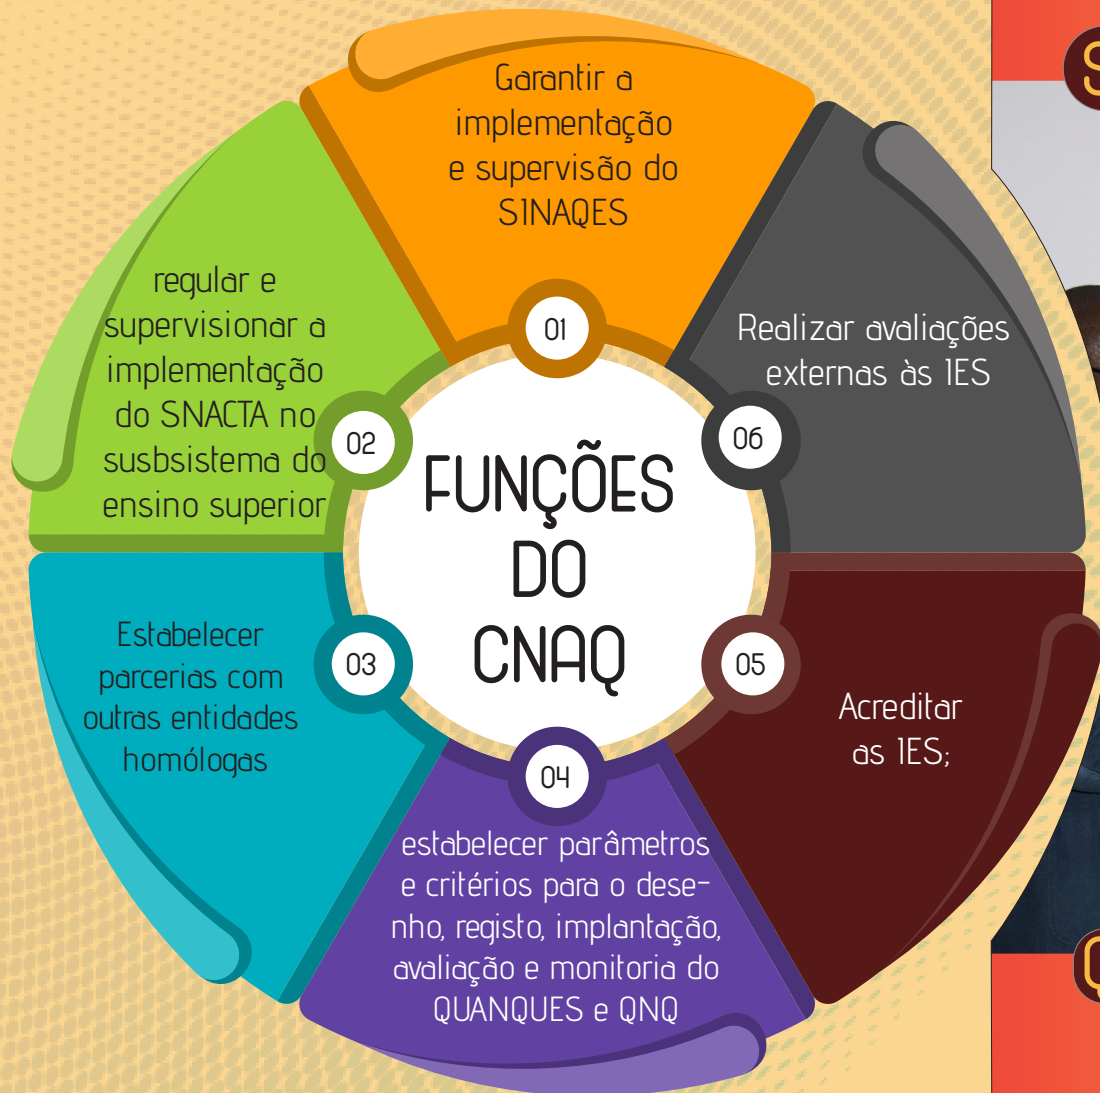 Garantir a
implementação
e supervisão do
SINAQES
01
regular e
supervisionar a
implementação
do SNACTA no
susbsistema do
ensino superior
02
Estabelecer
parcerias com
outras entidades
homólogas
03
estabelecer parâmetros
e critérios para o dese-
nho, registo, implantação,
avaliação e monitoria do
QUANQUES e QNQ
04
Acreditar
as IES;
05
Realizar avaliações
externas às IES
06
FUNÇÕES
DO
CNAQ